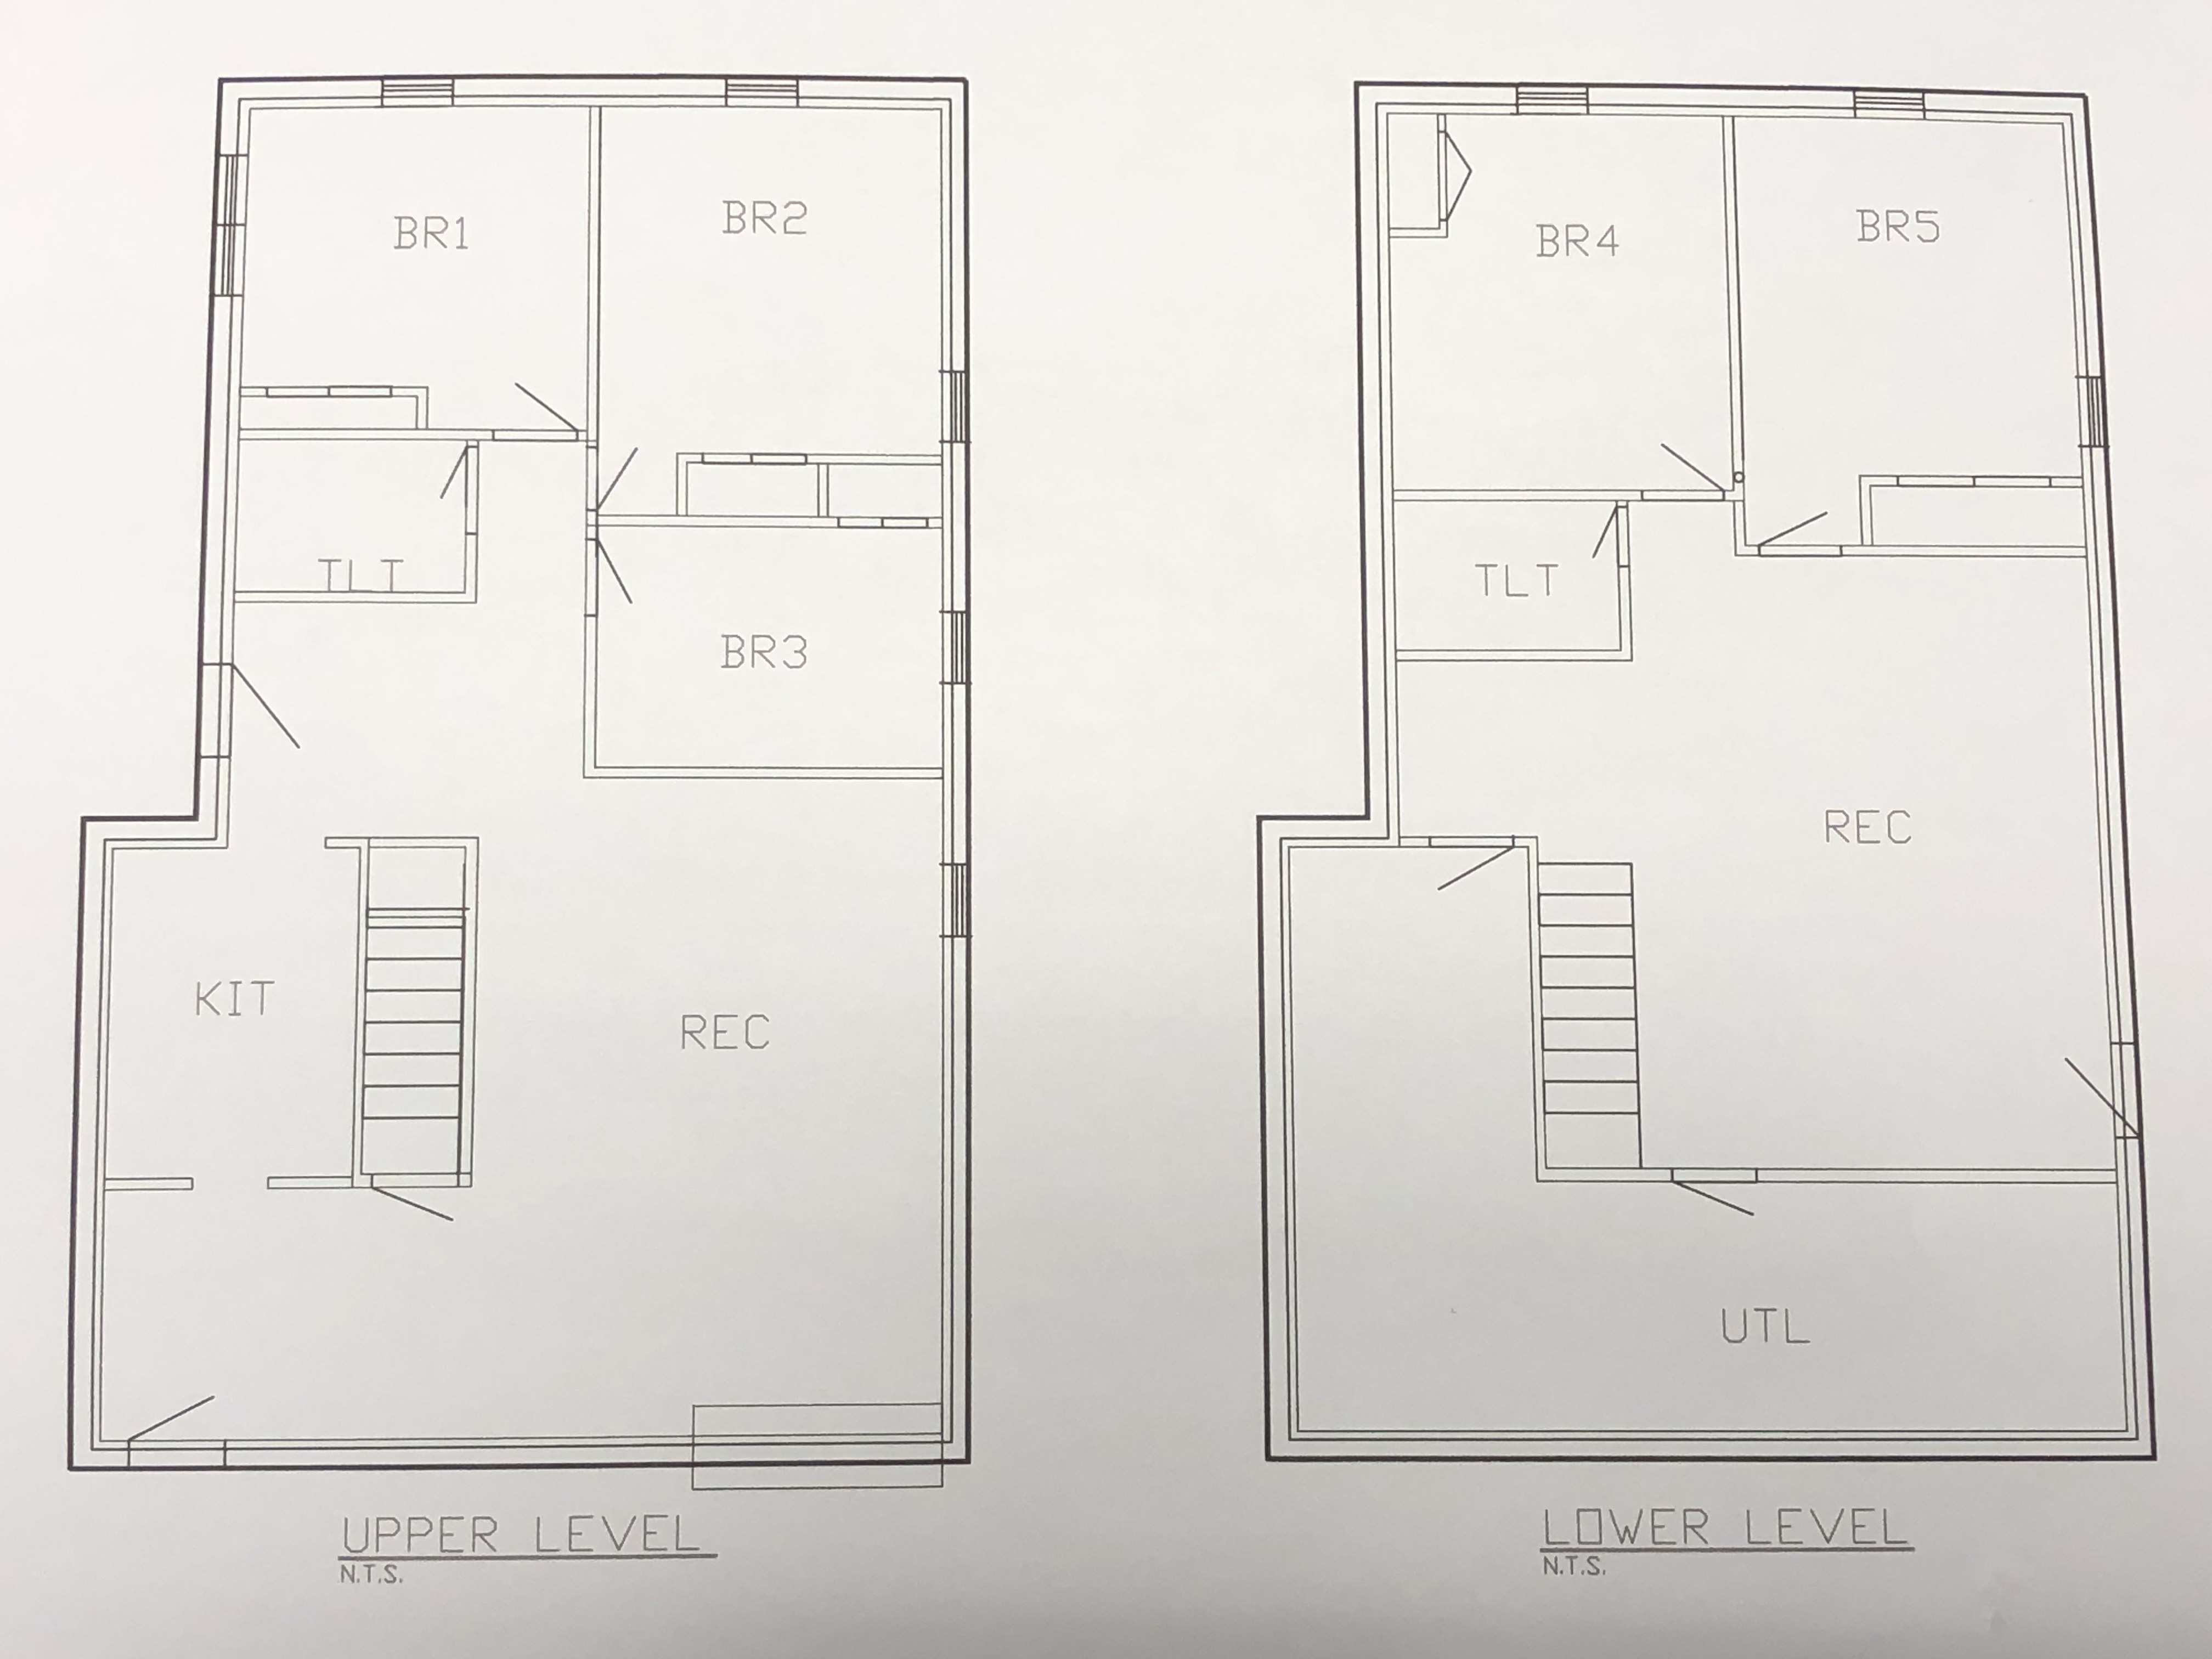 BR1
BR2
TLT
BR3
KIT
REC
UPPER LEVEL
N.T.S.
BR4
BR5
TLT
REC
UTL
LOWER LEVEL
N.T.S.